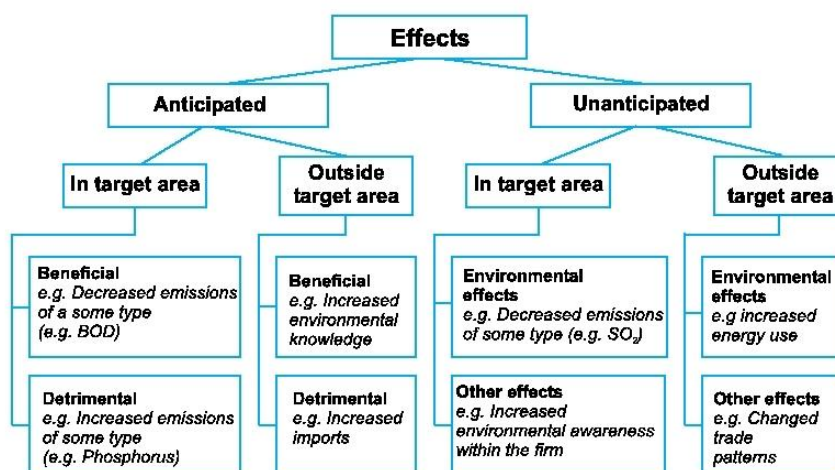 Effects
Anticipated
Unanticipated
In target area
Outside
target area
In target area
Outside
target area
Beneficial
e.g. Decreased emissions
of a some type
(e.g. BOD)
Beneficial
e.g. Increased
environmental
knowledge
Environmental
effects
e.g. Decreased emissions
of some type (e.g. SO₂)
Environmental
effects
e.g increased
energy use
Detrimental
e.g. Increased emissions
of some type
(e.g. Phosphorus)
Detrimental
e.g. Increased
imports
Other effects
e.g. Increased
environmental awareness
within the firm
Other effects
e.g. Changed
trade
patterns